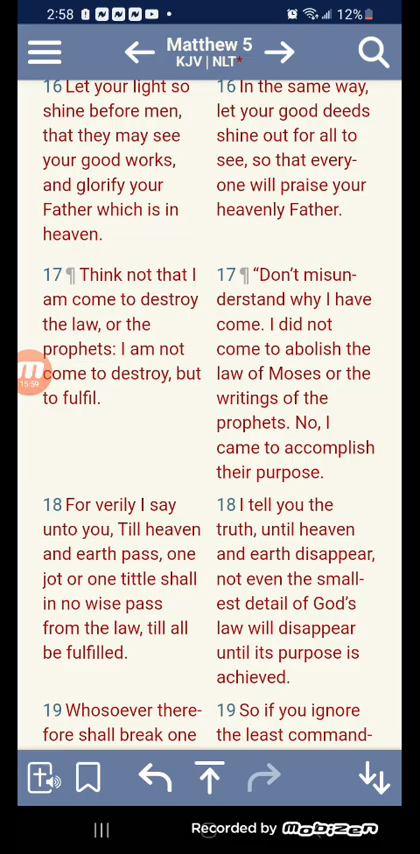 2:58 12%
Matthew 5
KJV | NLT*
16 Let your light so
shine before men,
that they may see
your good works,
and glorify your
Father which is in
heaven.
17 ¶ Think not that I
am come to destroy
the law, or the
prophets: I am not
come to destroy, but
to fulfil.
18 For verily I say
unto you, Till heaven
and earth pass, one
jot or one tittle shall
in no wise pass
from the law, till all
be fulfilled.
19 Whosoever there-
fore shall break one
16 In the same way,
let your good deeds
shine out for all to
see, so that every-
one will praise your
heavenly Father.
17 ¶ “Don’t misun-
derstand why I have
come. I did not
come to abolish the
law of Moses or the
writings of the
prophets. No, I
came to accomplish
their purpose.
18 I tell you the
truth, until heaven
and earth disappear,
not even the small-
est detail of God’s
law will disappear
until its purpose is
achieved.
19 So if you ignore
the least command-
m
15:59
Recorded by mobizen